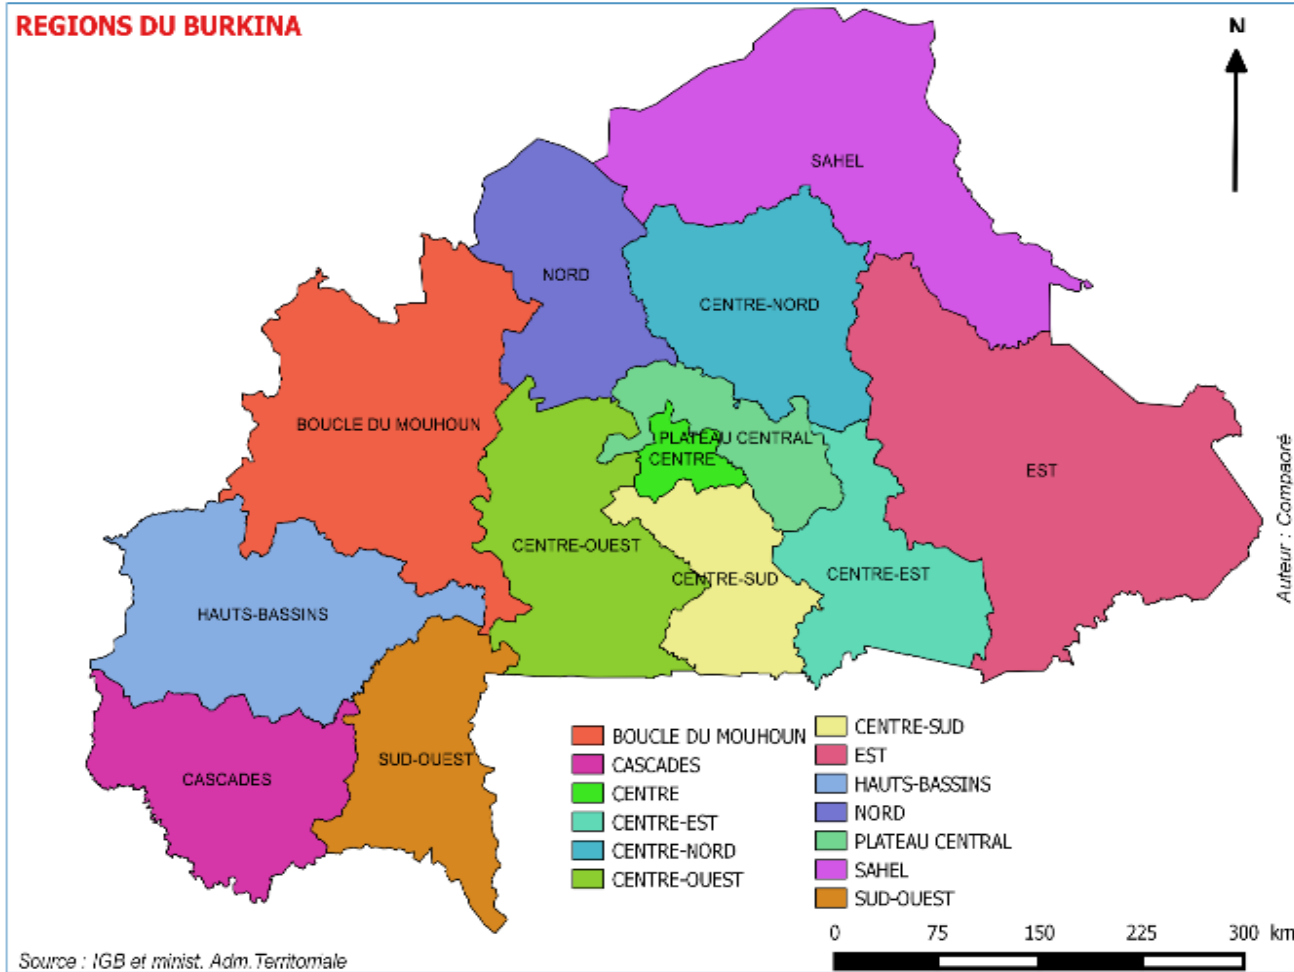 REGIONS DU BURKINA
N
SAHEL
NORD
CENTRE-NORD
BOUCLE DU MOUHOUN
PLATEAU CENTRAL
CENTRE
EST
CENTRE-OUEST
CENTRE-SUD
CENTRE-EST
HAUTS-BASSINS
SUD-OUEST
CASCADES
Auteur : Compaoré
BOUCLE DU MOUHOUN
CASCADES
CENTRE
CENTRE-EST
CENTRE-NORD
CENTRE-OUEST
CENTRE-SUD
EST
HAUTS-BASSINS
NORD
PLATEAU CENTRAL
SAHEL
SUD-OUEST
0 75 150 225 300 km
Source : IGB et minist. Adm.Territorriale